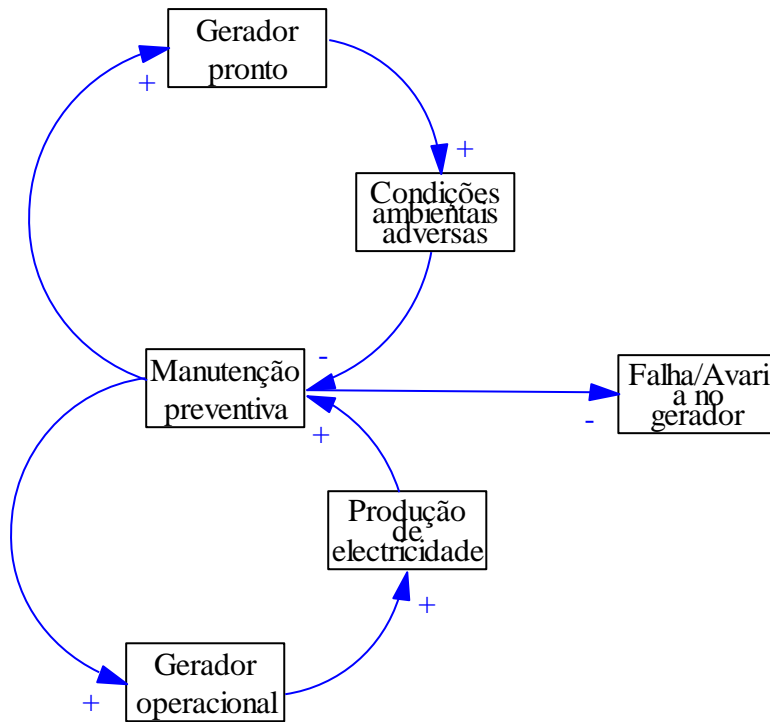 Gerador
pronto
+
+
Condições
ambientais
adversas
-
Manutenção
preventiva
Falha/Avari
a no
gerador
-
+
Produção
de
electricidade
+
Gerador
operacional
+